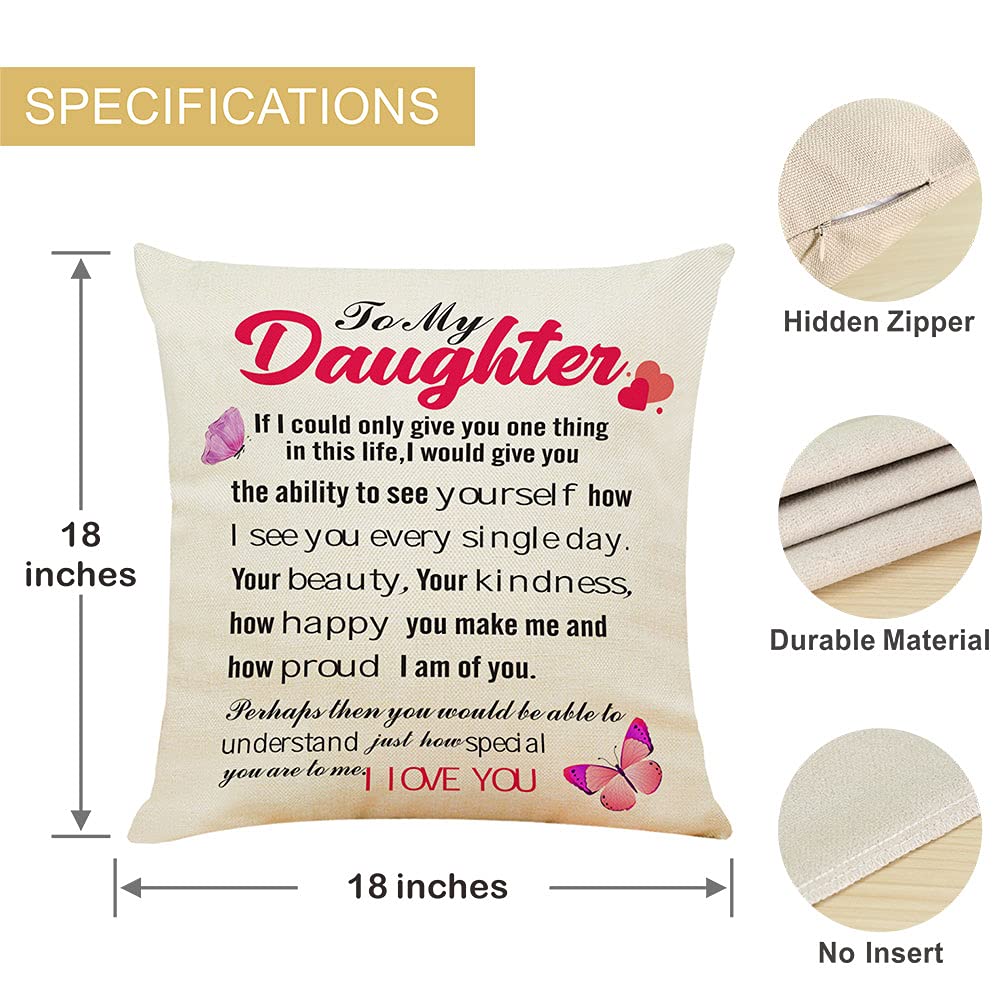 SPECIFICATIONS
To My
Daughter
If I could only give you one thing
in this life,I would give you
the ability to see yourself how
I see you every single day.
Your beauty, Your kindness,
how happy you make me and
how proud I am of you.
Perhaps then you would be able to
understand just how special
you are to me. I LOVE YOU
18
inches
18 inches
Hidden Zipper
Durable Material
No Insert